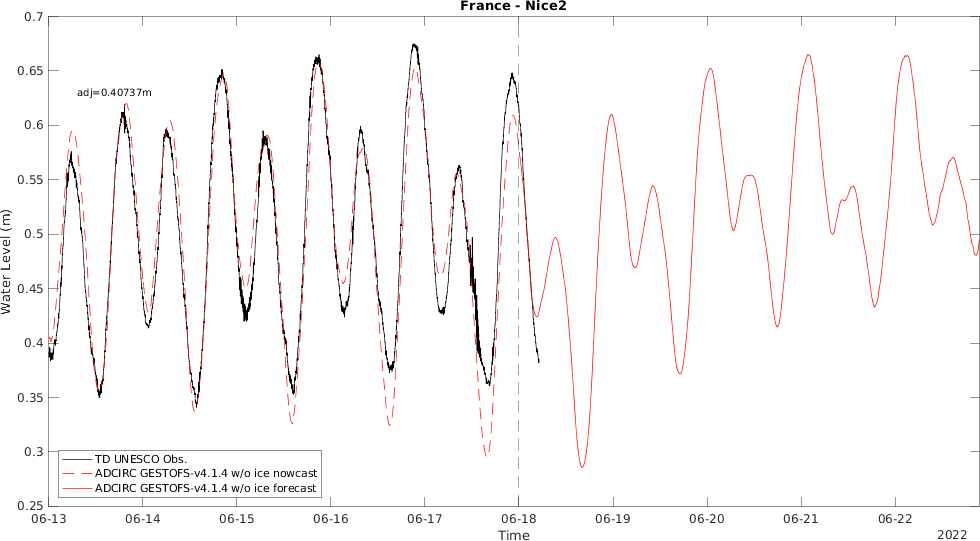 France - Nice2
0.7
0.65
0.6
0.55
0.5
0.45
0.4
0.35
0.3
0.25
Water Level (m)
adj=0.40737m
TD UNESCO Obs.
ADCIRC GESTOFS-v4.1.4 w/o ice nowcast
ADCIRC GESTOFS-v4.1.4 w/o ice forecast
06-13 06-14 06-15 06-16 06-17 06-18 06-19 06-20 06-21 06-22
Time
2022